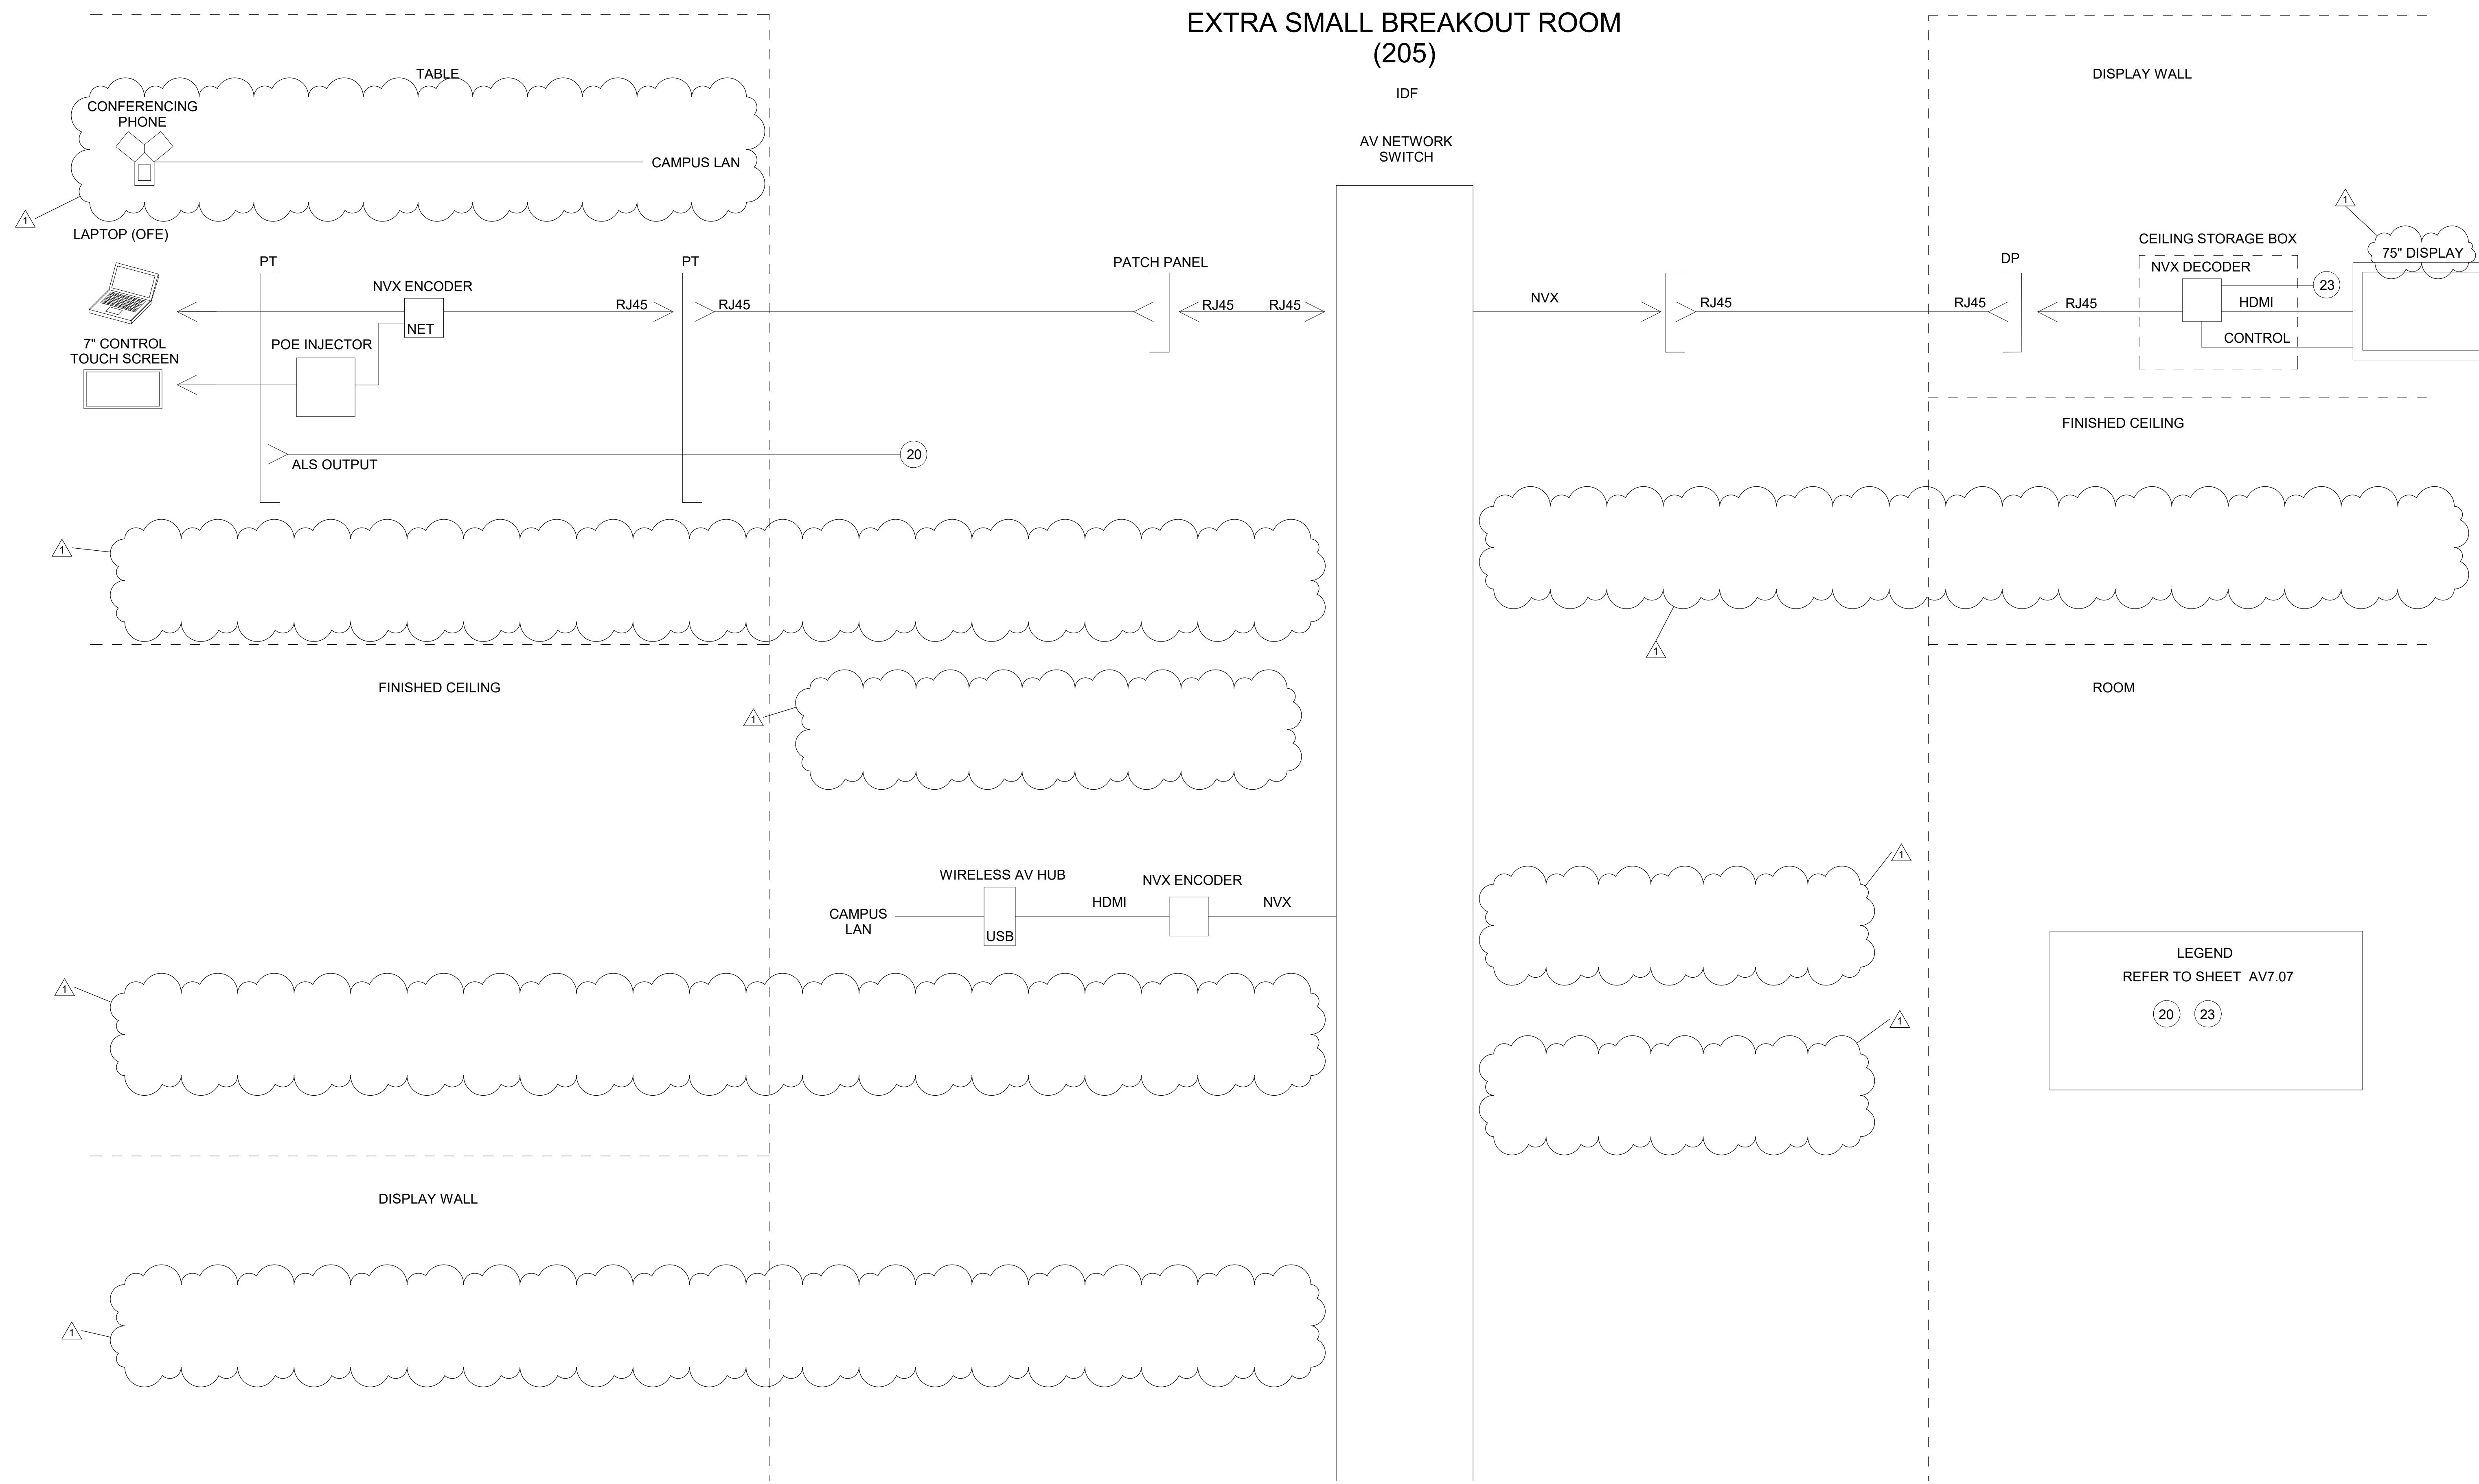 EXTRA SMALL BREAKOUT ROOM
(205)
TABLE
IDF
DISPLAY WALL
CONFERENCING
PHONE
CAMPUS LAN
AV NETWORK
SWITCH
1
1
LAPTOP (OFE)
CEILING STORAGE BOX
75" DISPLAY
PT
PT
PATCH PANEL
DP
NVX DECODER
NVX ENCODER
NET
RJ45
RJ45
RJ45
RJ45
NVX
RJ45
RJ45
RJ45
23
HDMI
CONTROL
7" CONTROL
TOUCH SCREEN
POE INJECTOR
FINISHED CEILING
ALS OUTPUT
20
1
1
FINISHED CEILING
ROOM
1
1
WIRELESS AV HUB
NVX ENCODER
CAMPUS
LAN
USB
HDMI
NVX
LEGEND
REFER TO SHEET AV7.07
20
23
1
1
DISPLAY WALL
1